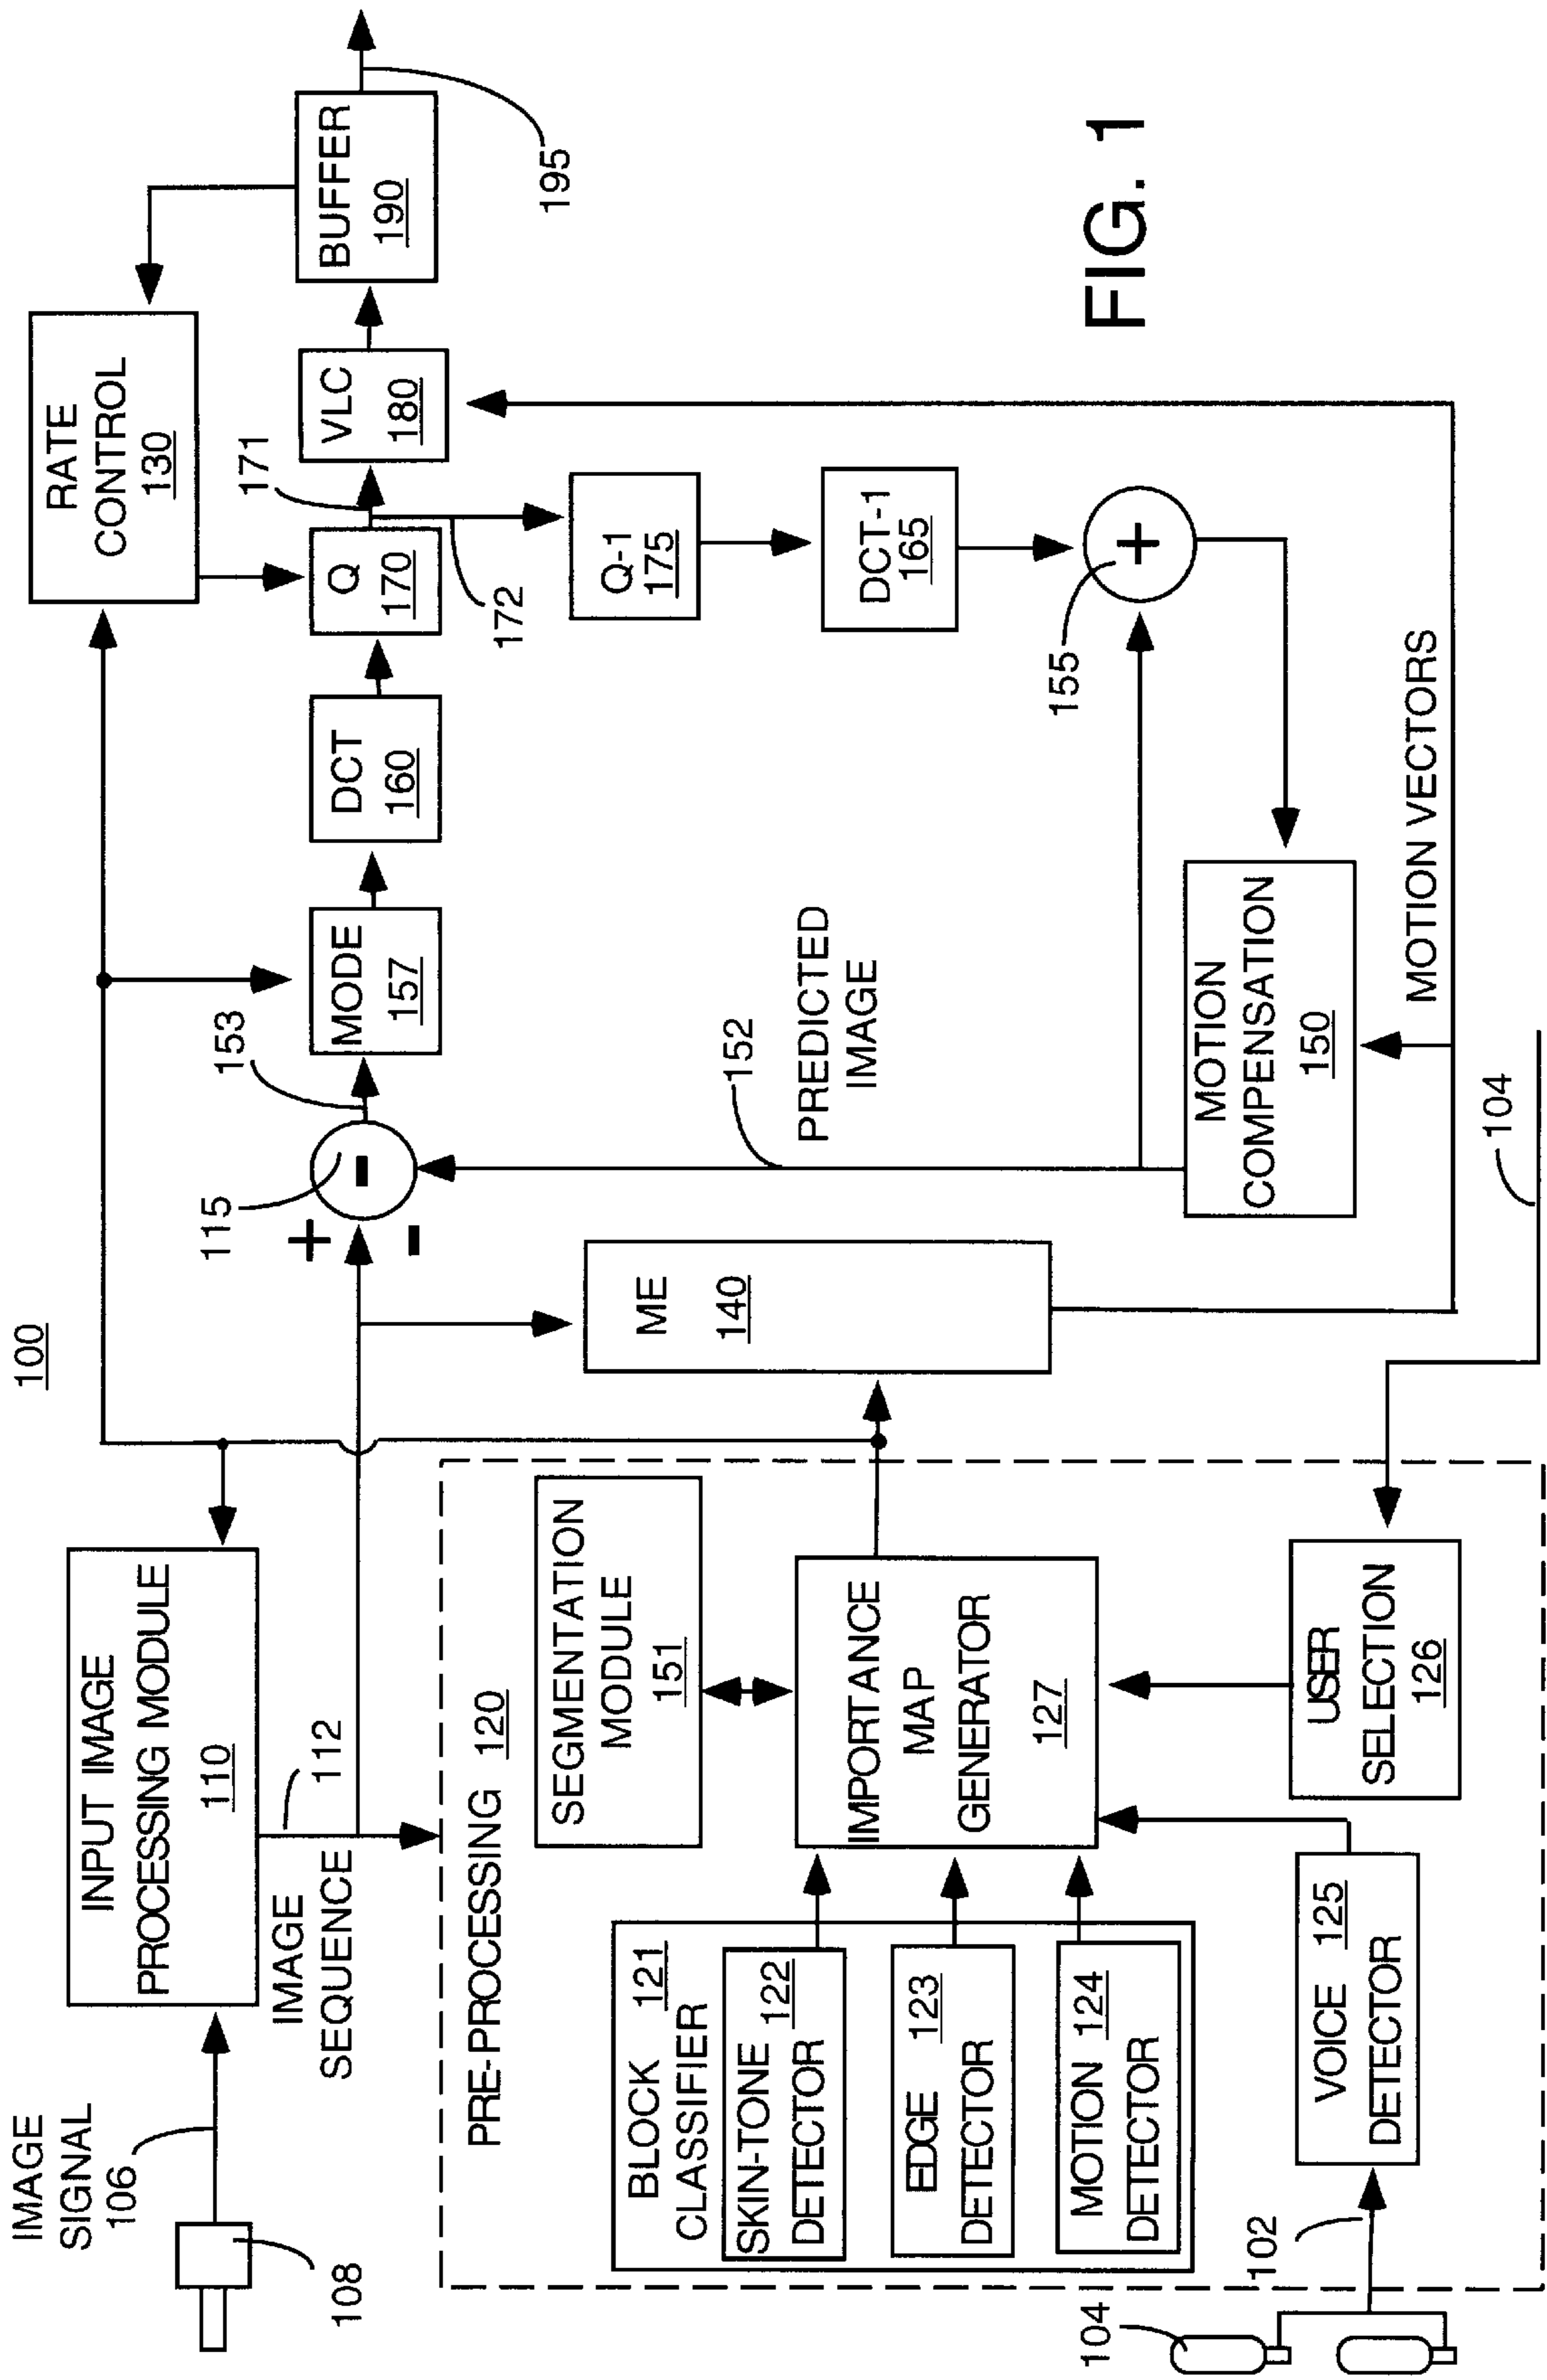 100
IMAGE
SIGNAL
106
108
INPUT IMAGE
PROCESSING MODULE
110
IMAGE
SEQUENCE
112
115
+
-
-
153
MODE
157
DCT
160
Q
170
171
172
RATE
CONTROL
130
VLC
180
BUFFER
190
195
Q-1
175
DCT-1
165
155
+
ME
140
152
PREDICTED
IMAGE
MOTION
COMPENSATION
150
MOTION VECTORS
104
PRE-PROCESSING 120
SEGMENTATION
MODULE
151
BLOCK 121
CLASSIFIER
SKIN-TONE 122
DETECTOR
EDGE 123
DETECTOR
MOTION 124
DETECTOR
IMPORTANCE
MAP
GENERATOR
127
VOICE 125
DETECTOR
USER
SELECTION
126
102
104
FIG. 1